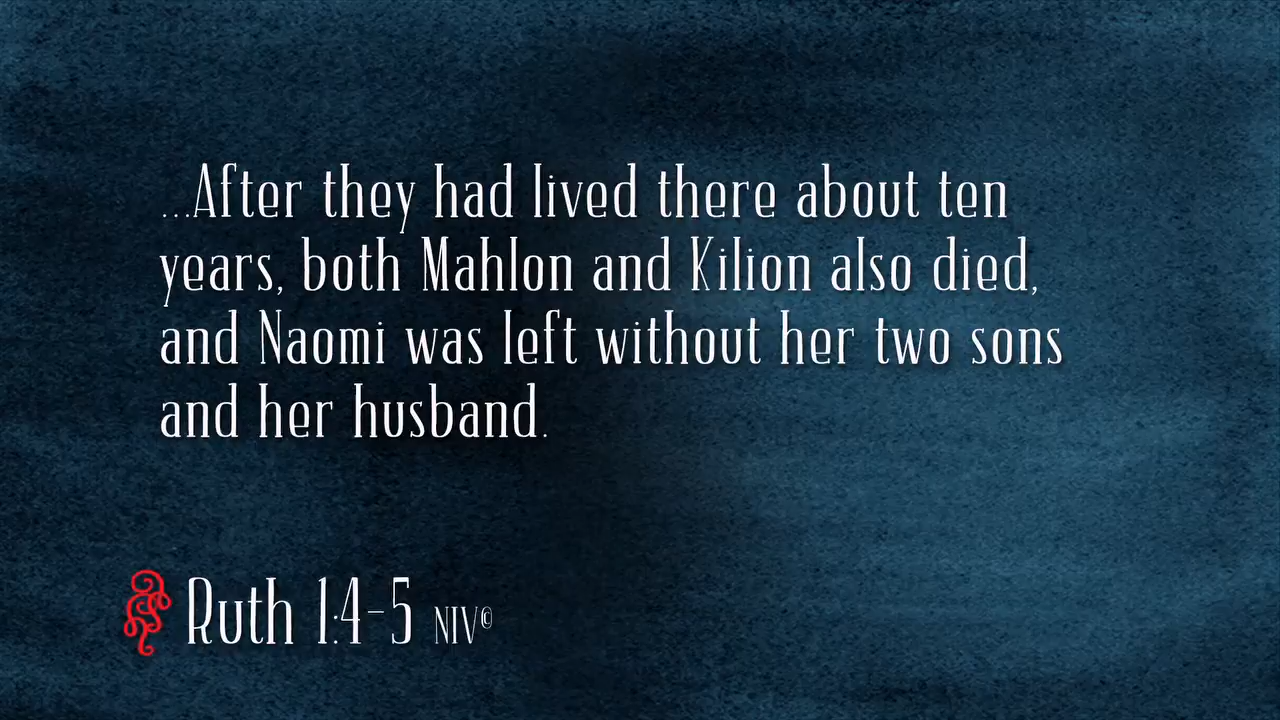 ...After they had lived there about ten
years, both Mahlon and Kilion also died,
and Naomi was left without her two sons
and her husband.
Ruth 1:4-5 NIV©